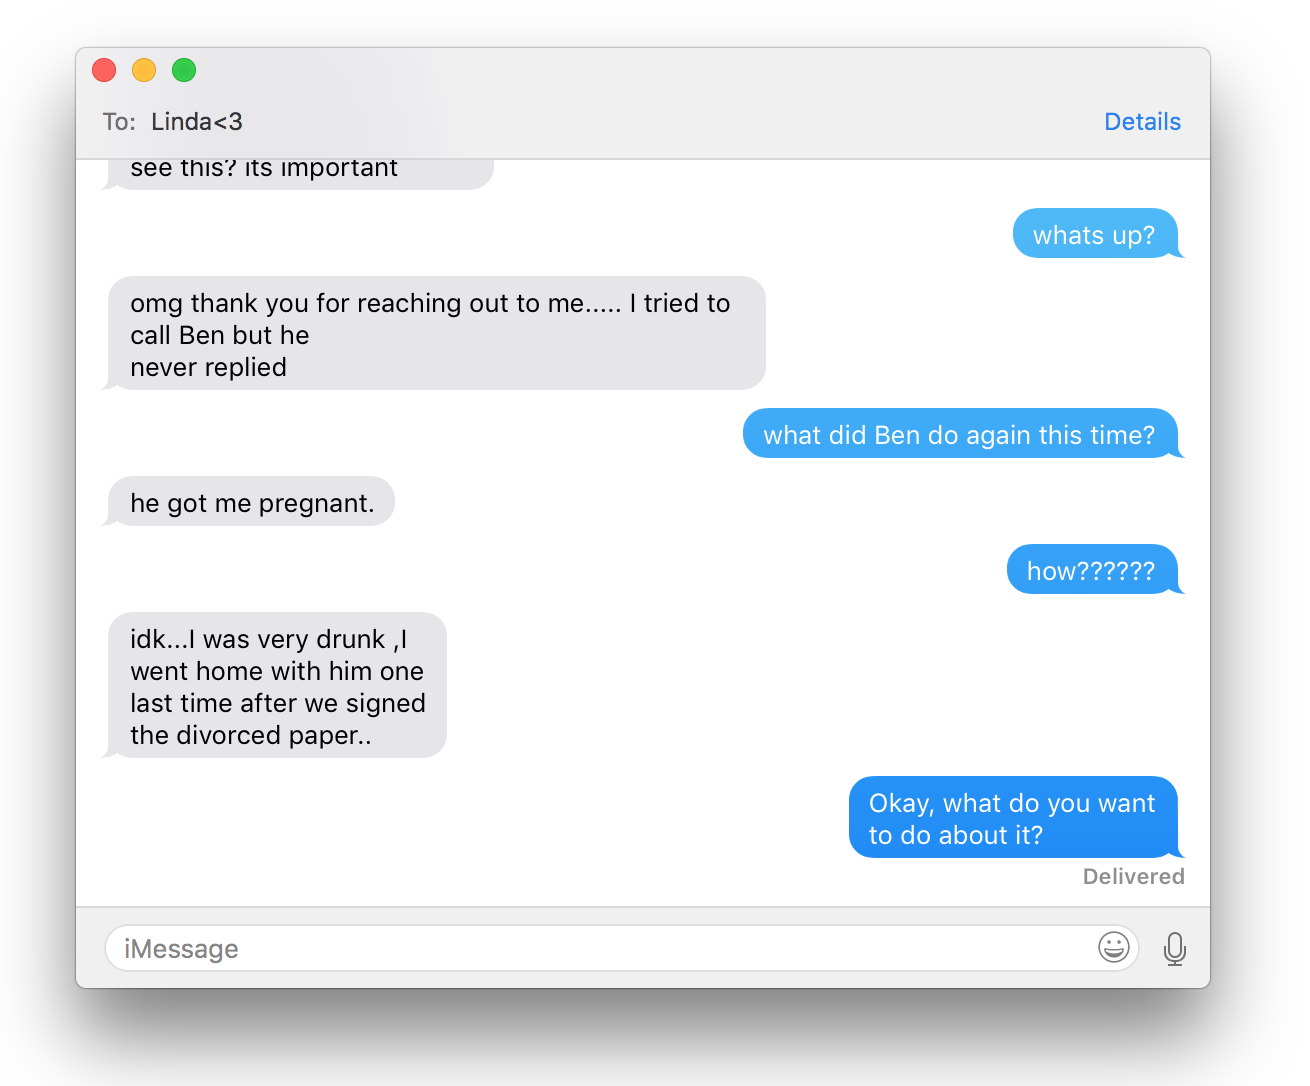 To: Linda<3
Details
see this? its important
whats up?
omg thank you for reaching out to me..... I tried to
call Ben but he
never replied
what did Ben do again this time?
he got me pregnant.
how??????
idk...I was very drunk ,I
went home with him one
last time after we signed
the divorced paper..
Okay, what do you want
to do about it?
Delivered
iMessage